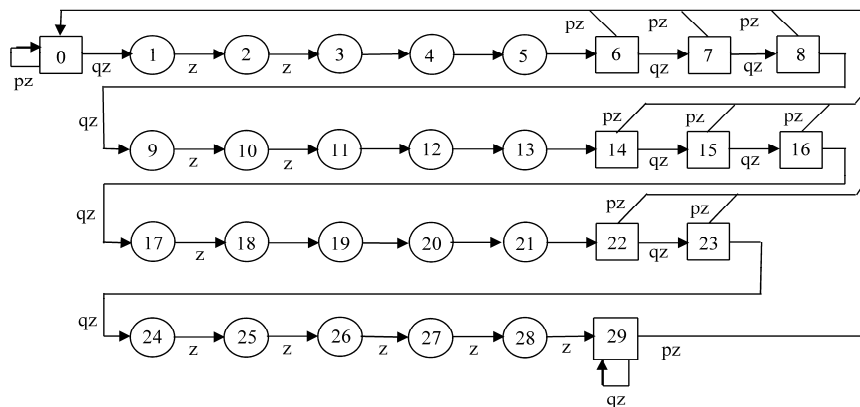 pz pz pz
0 1 2 3 4 5 6 7 8
pz qz z z qz qz
qz pz pz pz
9 10 11 12 13 14 15 16
z z qz qz
qz pz pz
17 18 19 20 21 22 23
z qz
qz
24 25 26 27 28 29
z z z z z pz
qz